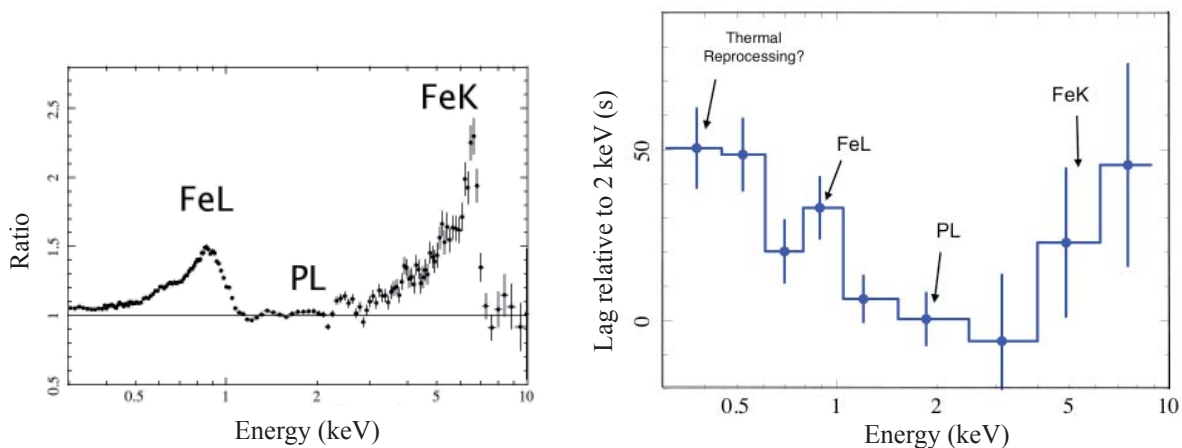 Ratio
2.5
2
1.5
1
0.5
FeL
PL
FeK
0.5
1
2
5
10
Energy (keV)
Lag relative to 2 keV (s)
50
0
Thermal
Reprocessing?
FeL
PL
FeK
0.5
1
2
5
10
Energy (keV)